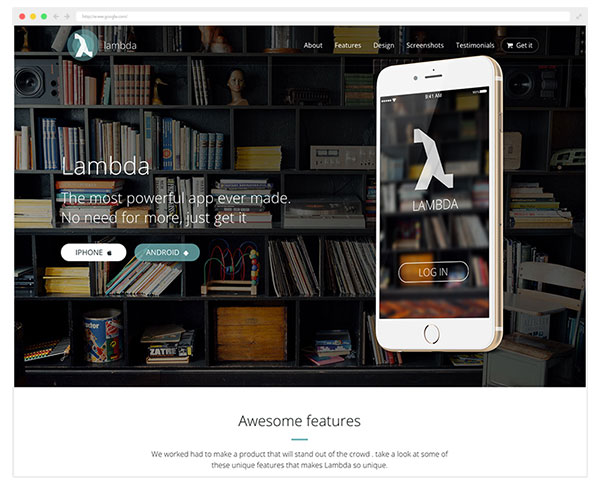 http://www.google.com/
λ lambda
About Features Design Screenshots Testimonials Get it
9:41 AM
Lambda
The most powerful app ever made.
No need for more, just get it
IPHONE ANDROID
LAMBDA
LOG IN
ractor
ZATRE
Awesome features
We worked had to make a product that will stand out of the crowd . take a look at some of
these unique features that makes Lambda so unique.